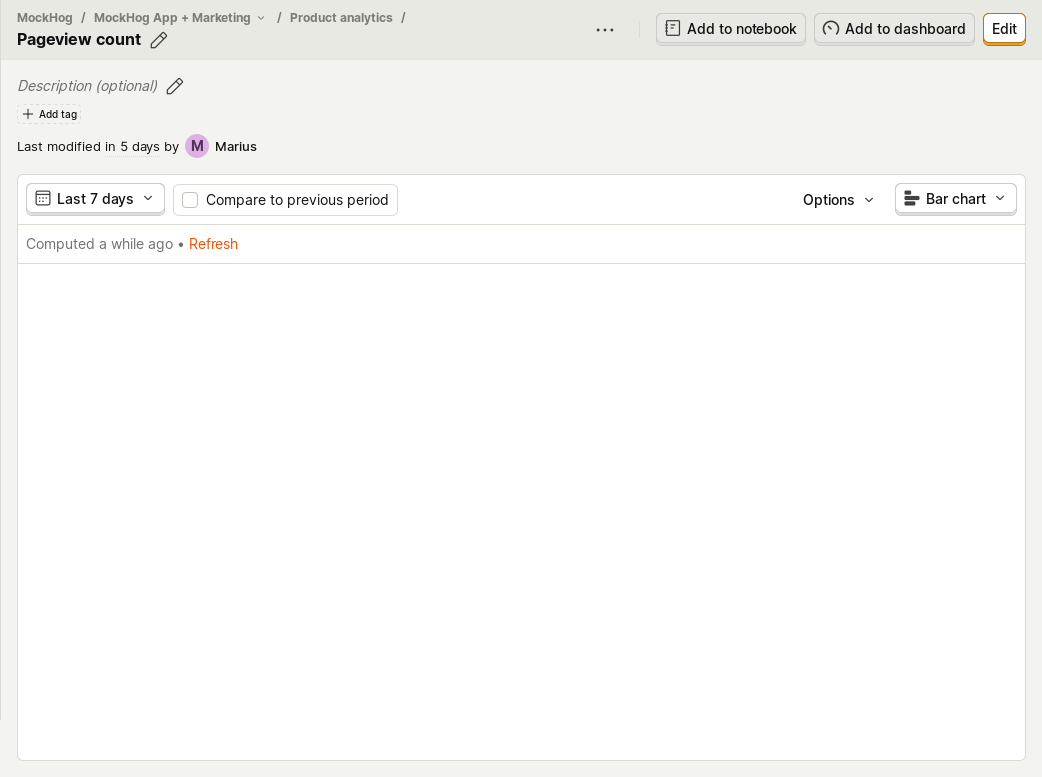 MockHog / MockHog App + Marketing / Product analytics /
Pageview count
Add to notebook
Add to dashboard
Edit
Description (optional)
Add tag
Last modified in 5 days by M Marius
Last 7 days
Compare to previous period
Options
Bar chart
Computed a while ago • Refresh